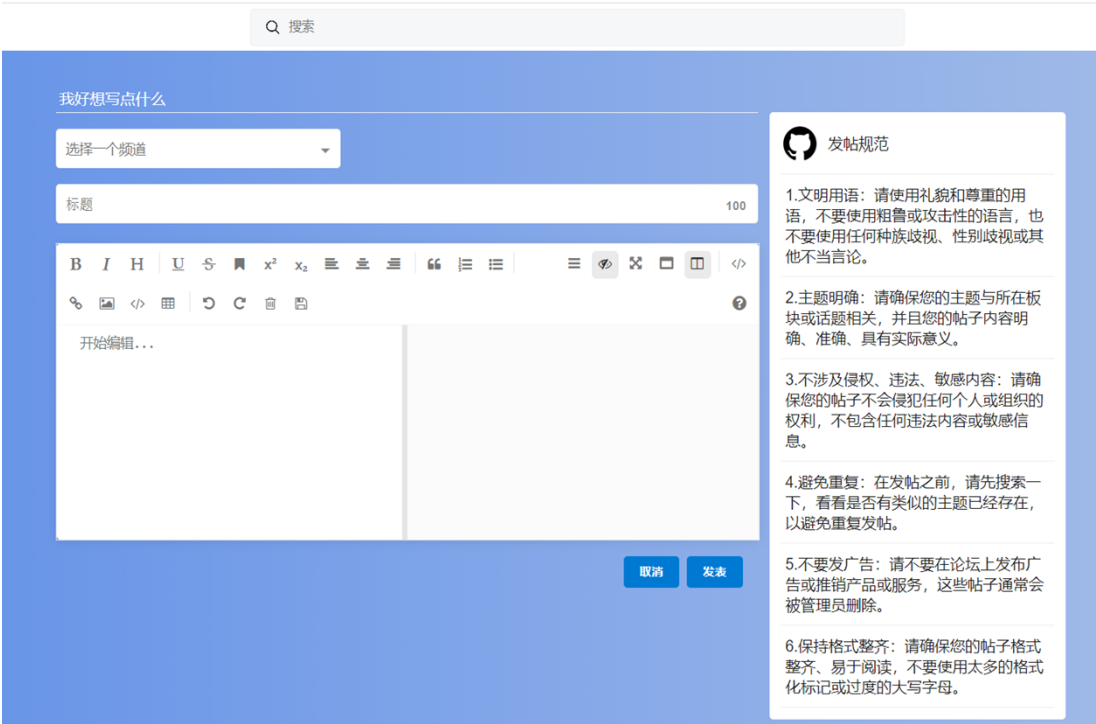 搜索
我好想写点什么
选择一个频道
标题
100
B I H U S x² x₂
开始编辑...
取消
发表
发帖规范
1.文明用语：请使用礼貌和尊重的用
语，不要使用粗鲁或攻击性的语言，也
不要使用任何种族歧视、性别歧视或其
他不当言论。
2.主题明确：请确保您的主题与所在板
块或话题相关，并且您的帖子内容明
确、准确、具有实际意义。
3.不涉及侵权、违法、敏感内容：请确
保您的帖子不会侵犯任何个人或组织的
权利，不包含任何违法内容或敏感信
息。
4.避免重复：在发帖之前，请先搜索一
下，看看是否有类似的主题已经存在，
以避免重复发帖。
5.不要发广告：请不要在论坛上发布广
告或推销产品或服务，这些帖子通常会
被管理员删除。
6.保持格式整齐：请确保您的帖子格式
整齐、易于阅读，不要使用太多的格式
化标记或过度的大写字母。